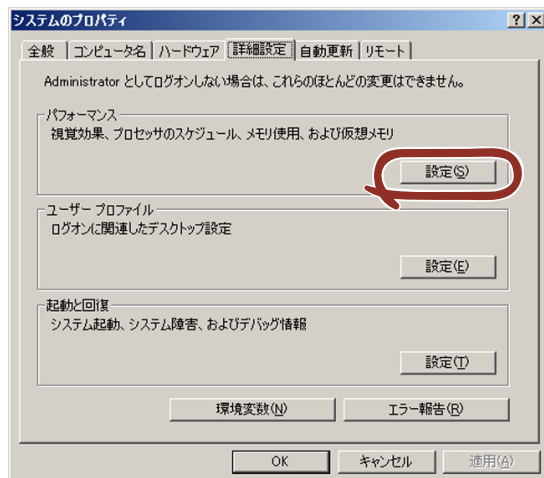 システムのプロパティ
全般 コンピュータ名 ハードウェア 詳細設定 自動更新 リモート
Administrator としてログオンしない場合は、これらのほとんどの変更はできません。
パフォーマンス
視覚効果、プロセッサのスケジュール、メモリ使用、および仮想メモリ
設定(S)
ユーザー プロファイル
ログオンに関連したデスクトップ設定
設定(E)
起動と回復
システム起動、システム障害、およびデバッグ情報
設定(T)
環境変数(N) エラー報告(R)
OK キャンセル 適用(A)